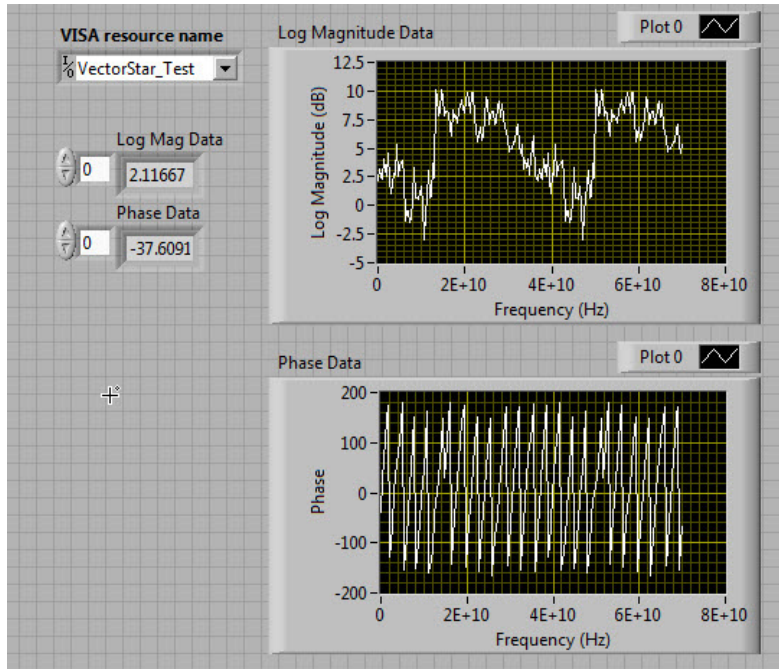 VISA resource name
I/O VectorStar_Test
Log Mag Data
0 2.11667
Phase Data
0 -37.6091
Log Magnitude Data
Plot 0
Log Magnitude (dB)
12.5
10
7.5
5
2.5
0
-2.5
-5
0 2E+10 4E+10 6E+10 8E+10
Frequency (Hz)
Phase Data
Plot 0
Phase
200
100
0
-100
-200
0 2E+10 4E+10 6E+10 8E+10
Frequency (Hz)